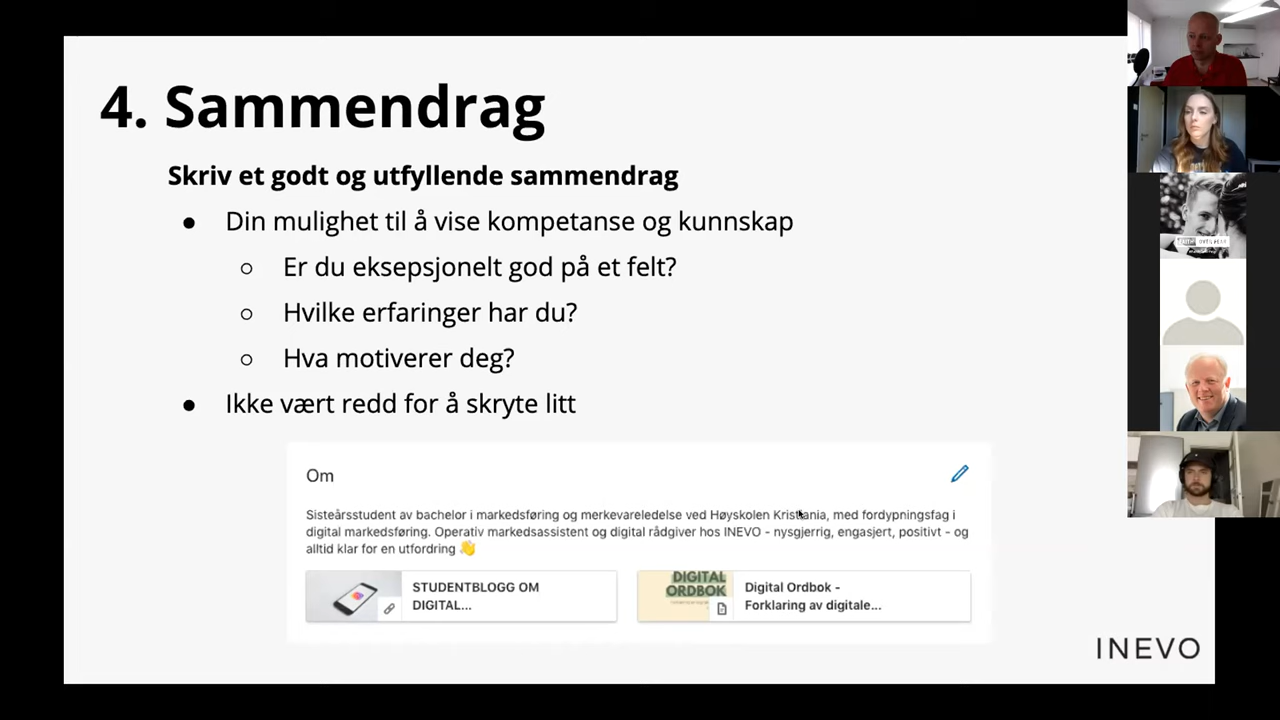 4. Sammendrag
Skriv et godt og utfyllende sammendrag
● Din mulighet til å vise kompetanse og kunnskap
○ Er du eksepsjonelt god på et felt?
○ Hvilke erfaringer har du?
○ Hva motiverer deg?
● Ikke vært redd for å skryte litt
Om
Sisteårsstudent av bachelor i markedsføring og merkevareledelse ved Høyskolen Kristiania, med fordypningsfag i
digital markedsføring. Operativ markedsassistent og digital rådgiver hos INEVO - nysgjerrig, engasjert, positivt - og
alltid klar for en utfordring 👋
STUDENTBLOGG OM
DIGITAL...
DIGITAL
ORDBOK
Digital Ordbok -
Forklaring av digitale...
INEVO